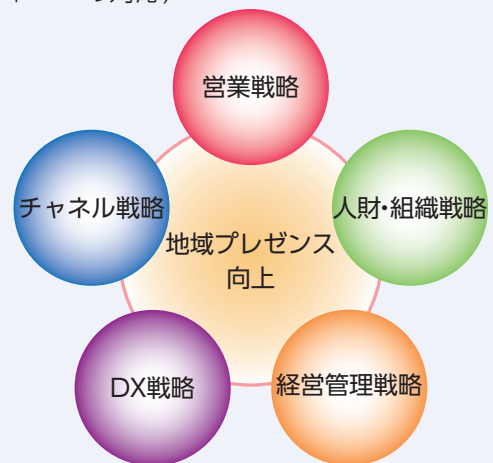 営業戦略
チャネル戦略
人財・組織戦略
地域プレゼンス
向上
DX戦略
経営管理戦略